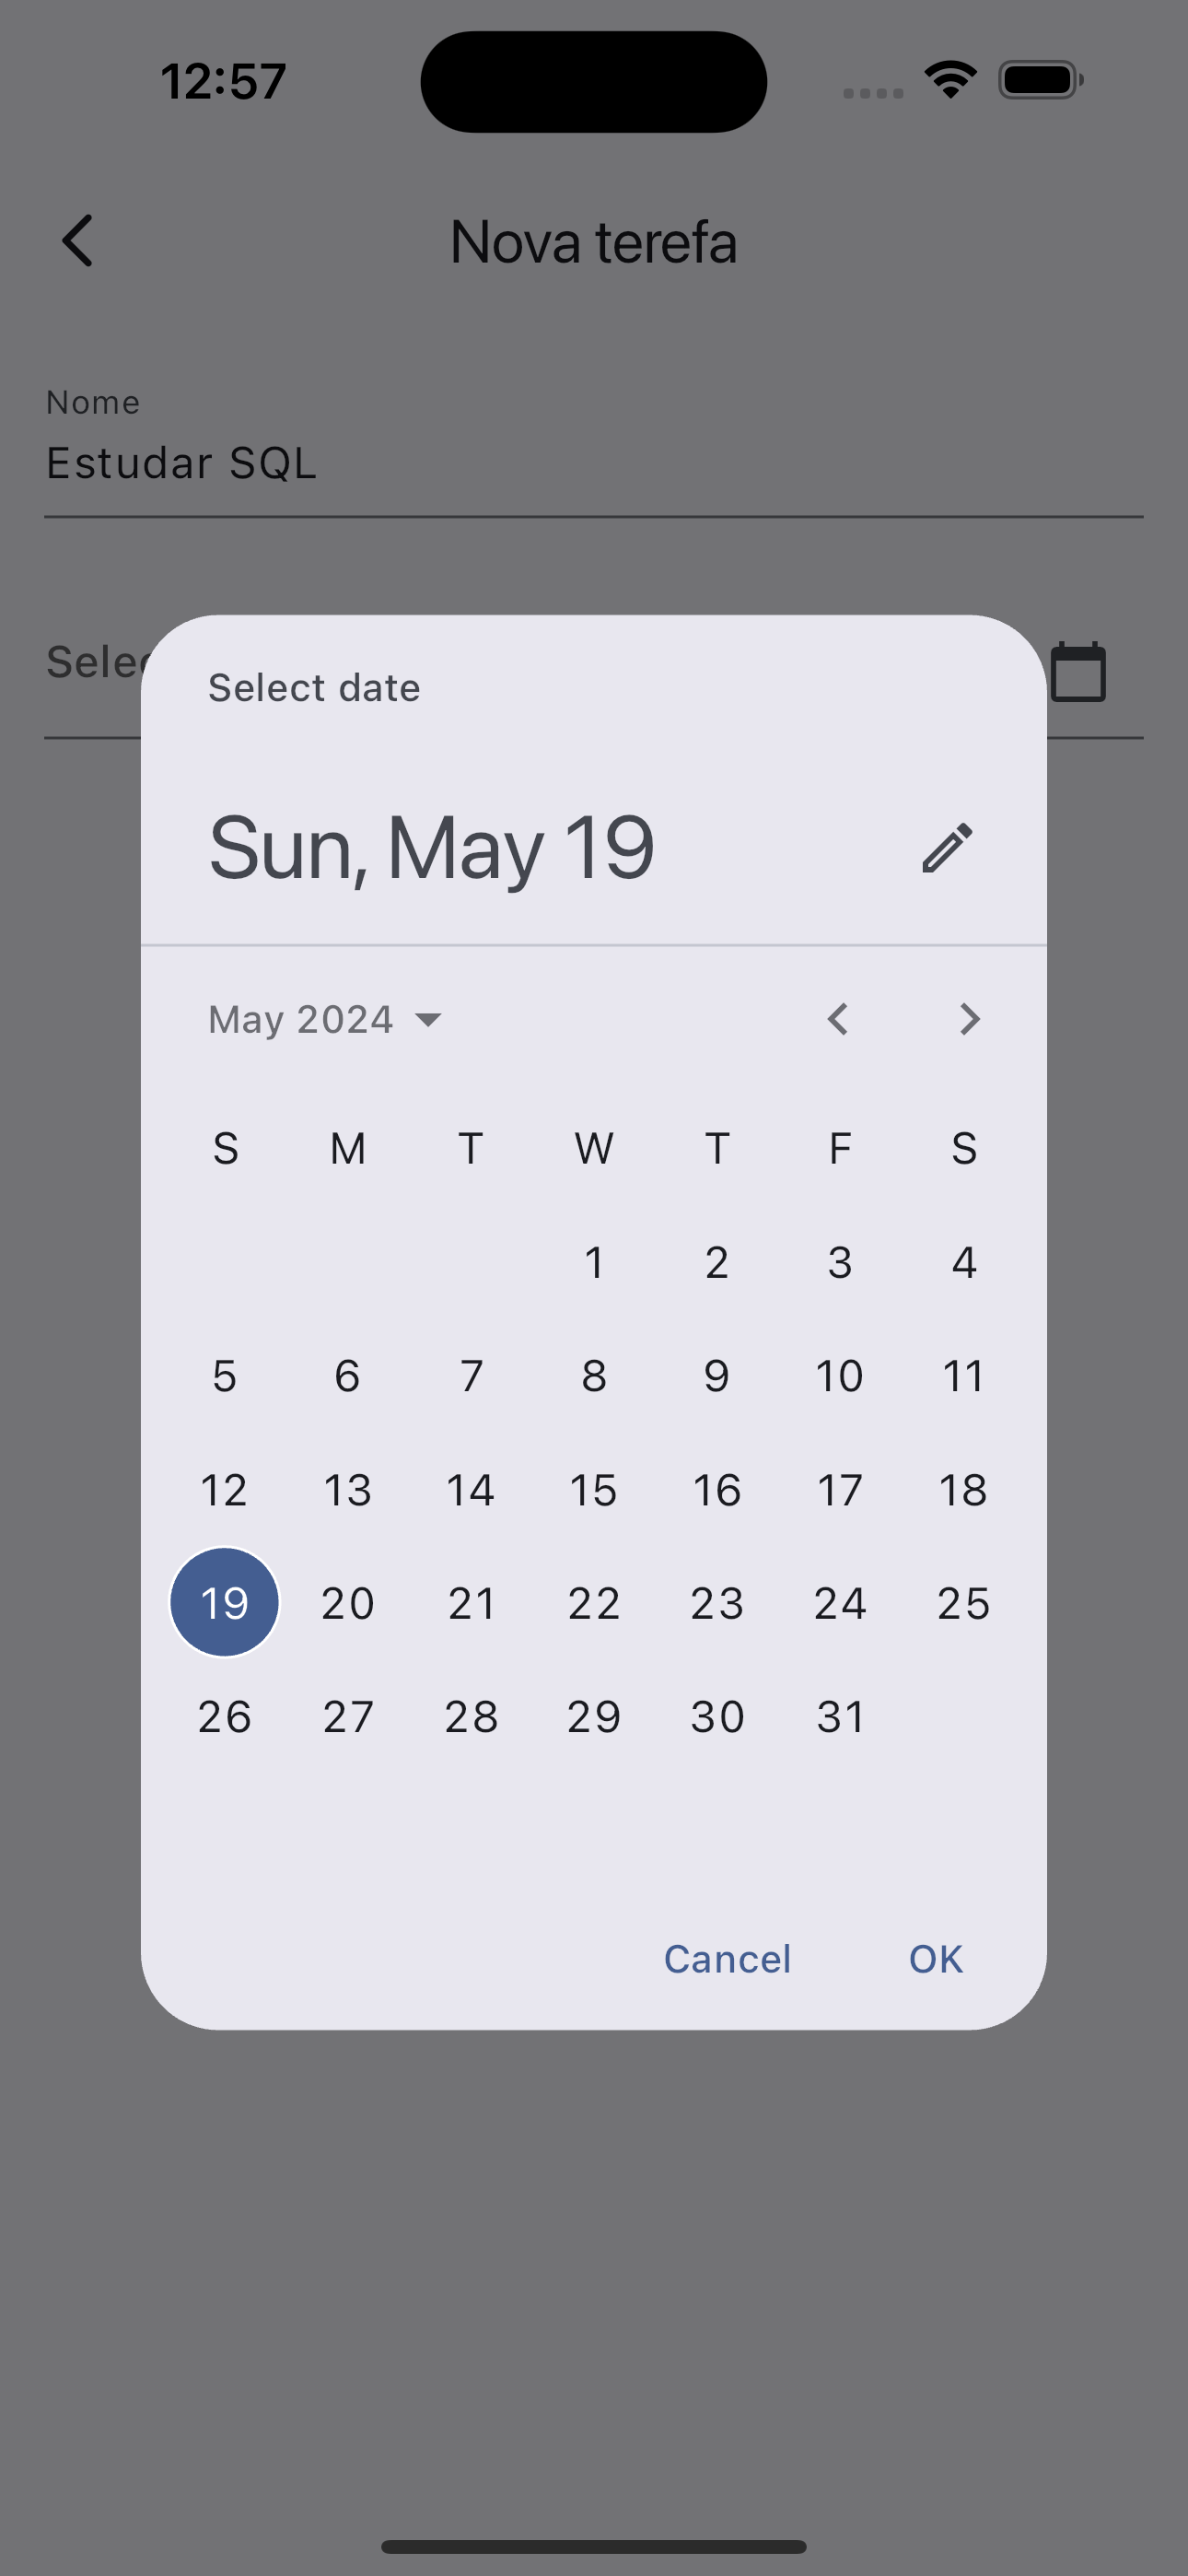 12:57
Nova terefa
Nome
Estudar SQL
Select date
Sun, May 19
May 2024
S M T W T F S
1 2 3 4
5 6 7 8 9 10 11
12 13 14 15 16 17 18
19 20 21 22 23 24 25
26 27 28 29 30 31
Cancel OK